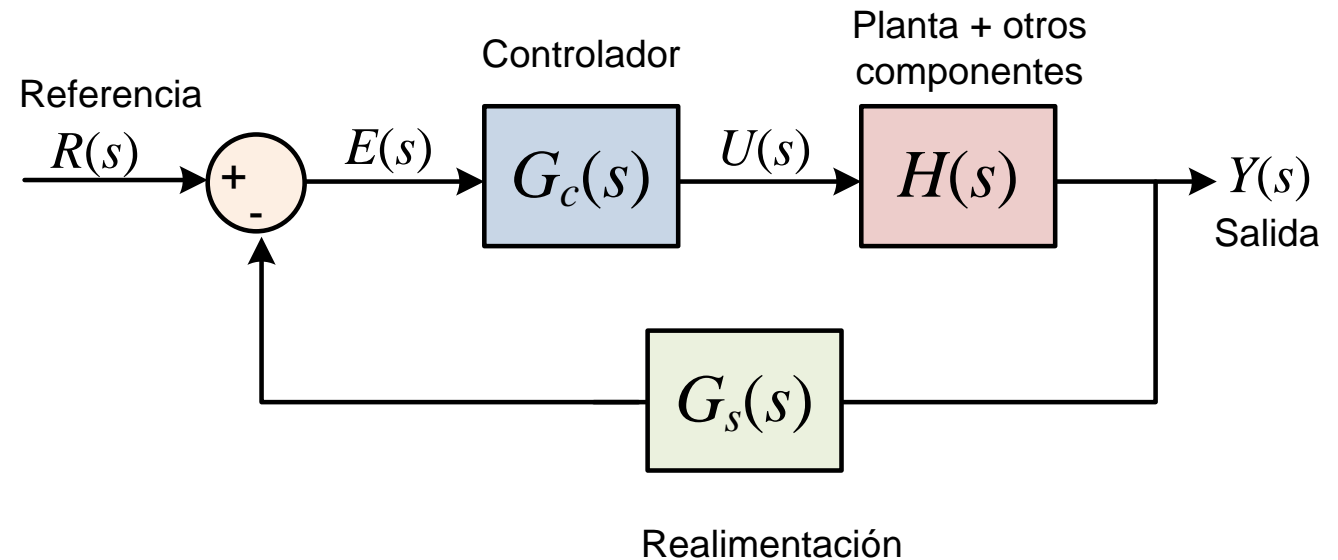 Planta + otros
componentes
Controlador
Referencia
R(s)
+
-
E(s)
G_c(s)
U(s)
H(s)
Y(s)
Salida
G_s(s)
Realimentación